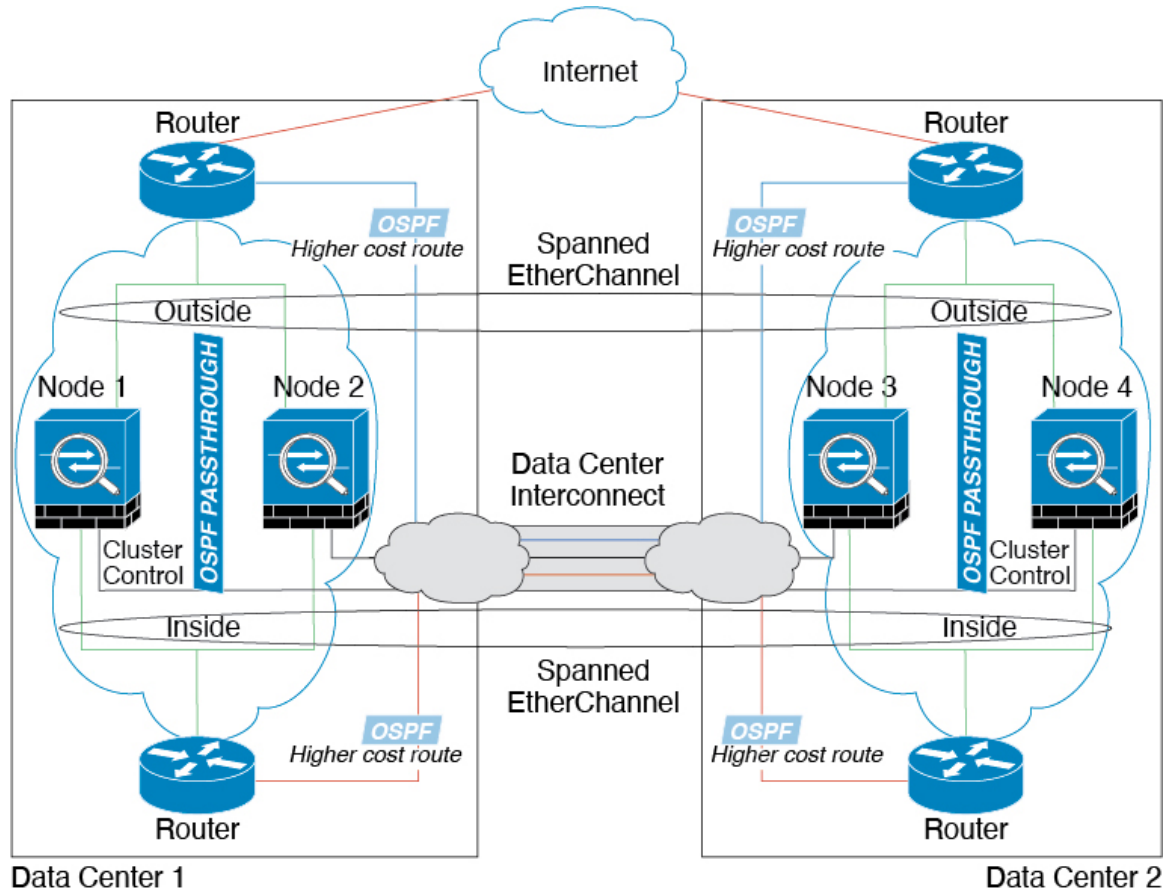 Internet
Router
Router
OSPF
Higher cost route
Spanned
EtherChannel
OSPF
Higher cost route
Outside
Outside
Node 1
OSPF PASSTHROUGH
Node 2
Node 3
OSPF PASSTHROUGH
Node 4
Data Center
Interconnect
Cluster
Control
Cluster
Control
Inside
Inside
Spanned
EtherChannel
OSPF
Higher cost route
OSPF
Higher cost route
Router
Router
Data Center 1
Data Center 2